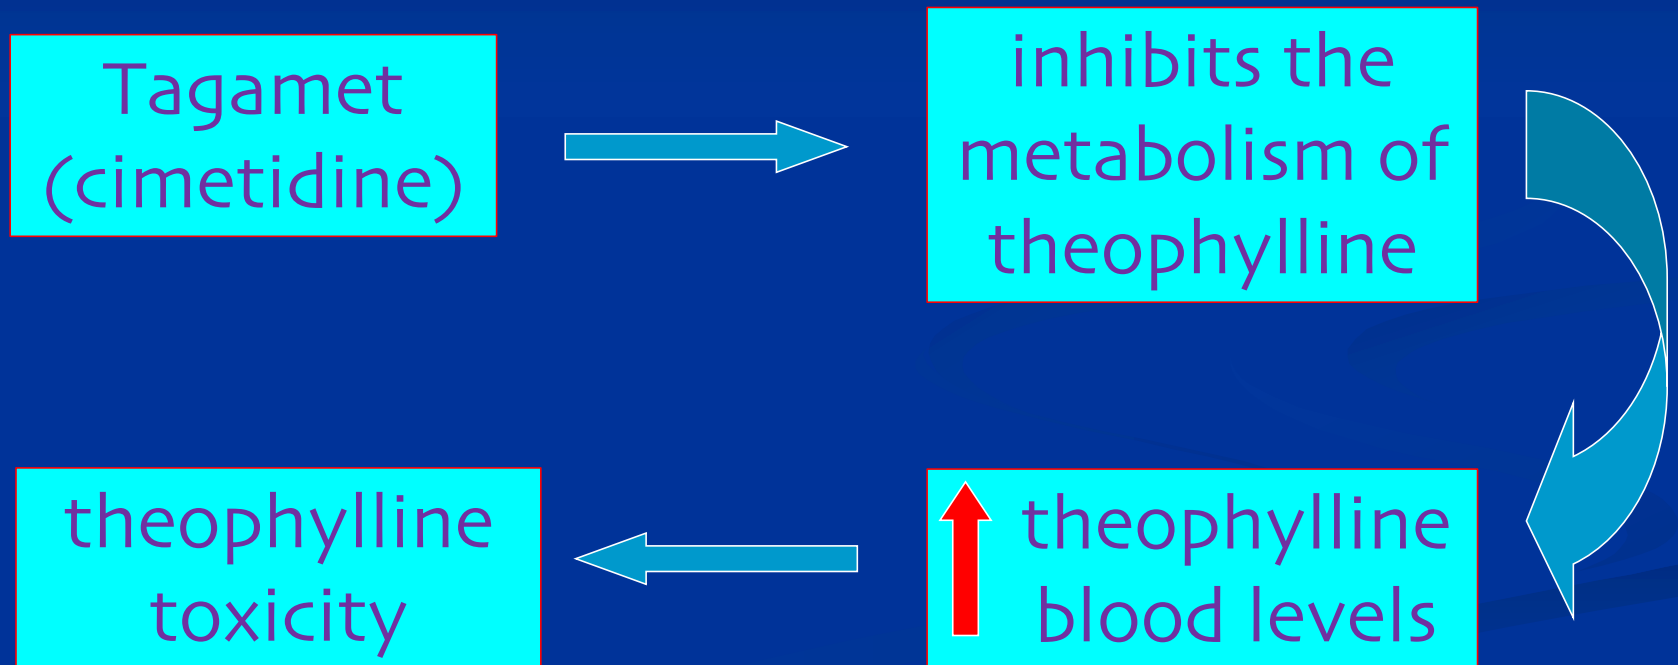 Tagamet
(cimetidine)
inhibits the
metabolism of
theophylline
theophylline
blood levels
theophylline
toxicity